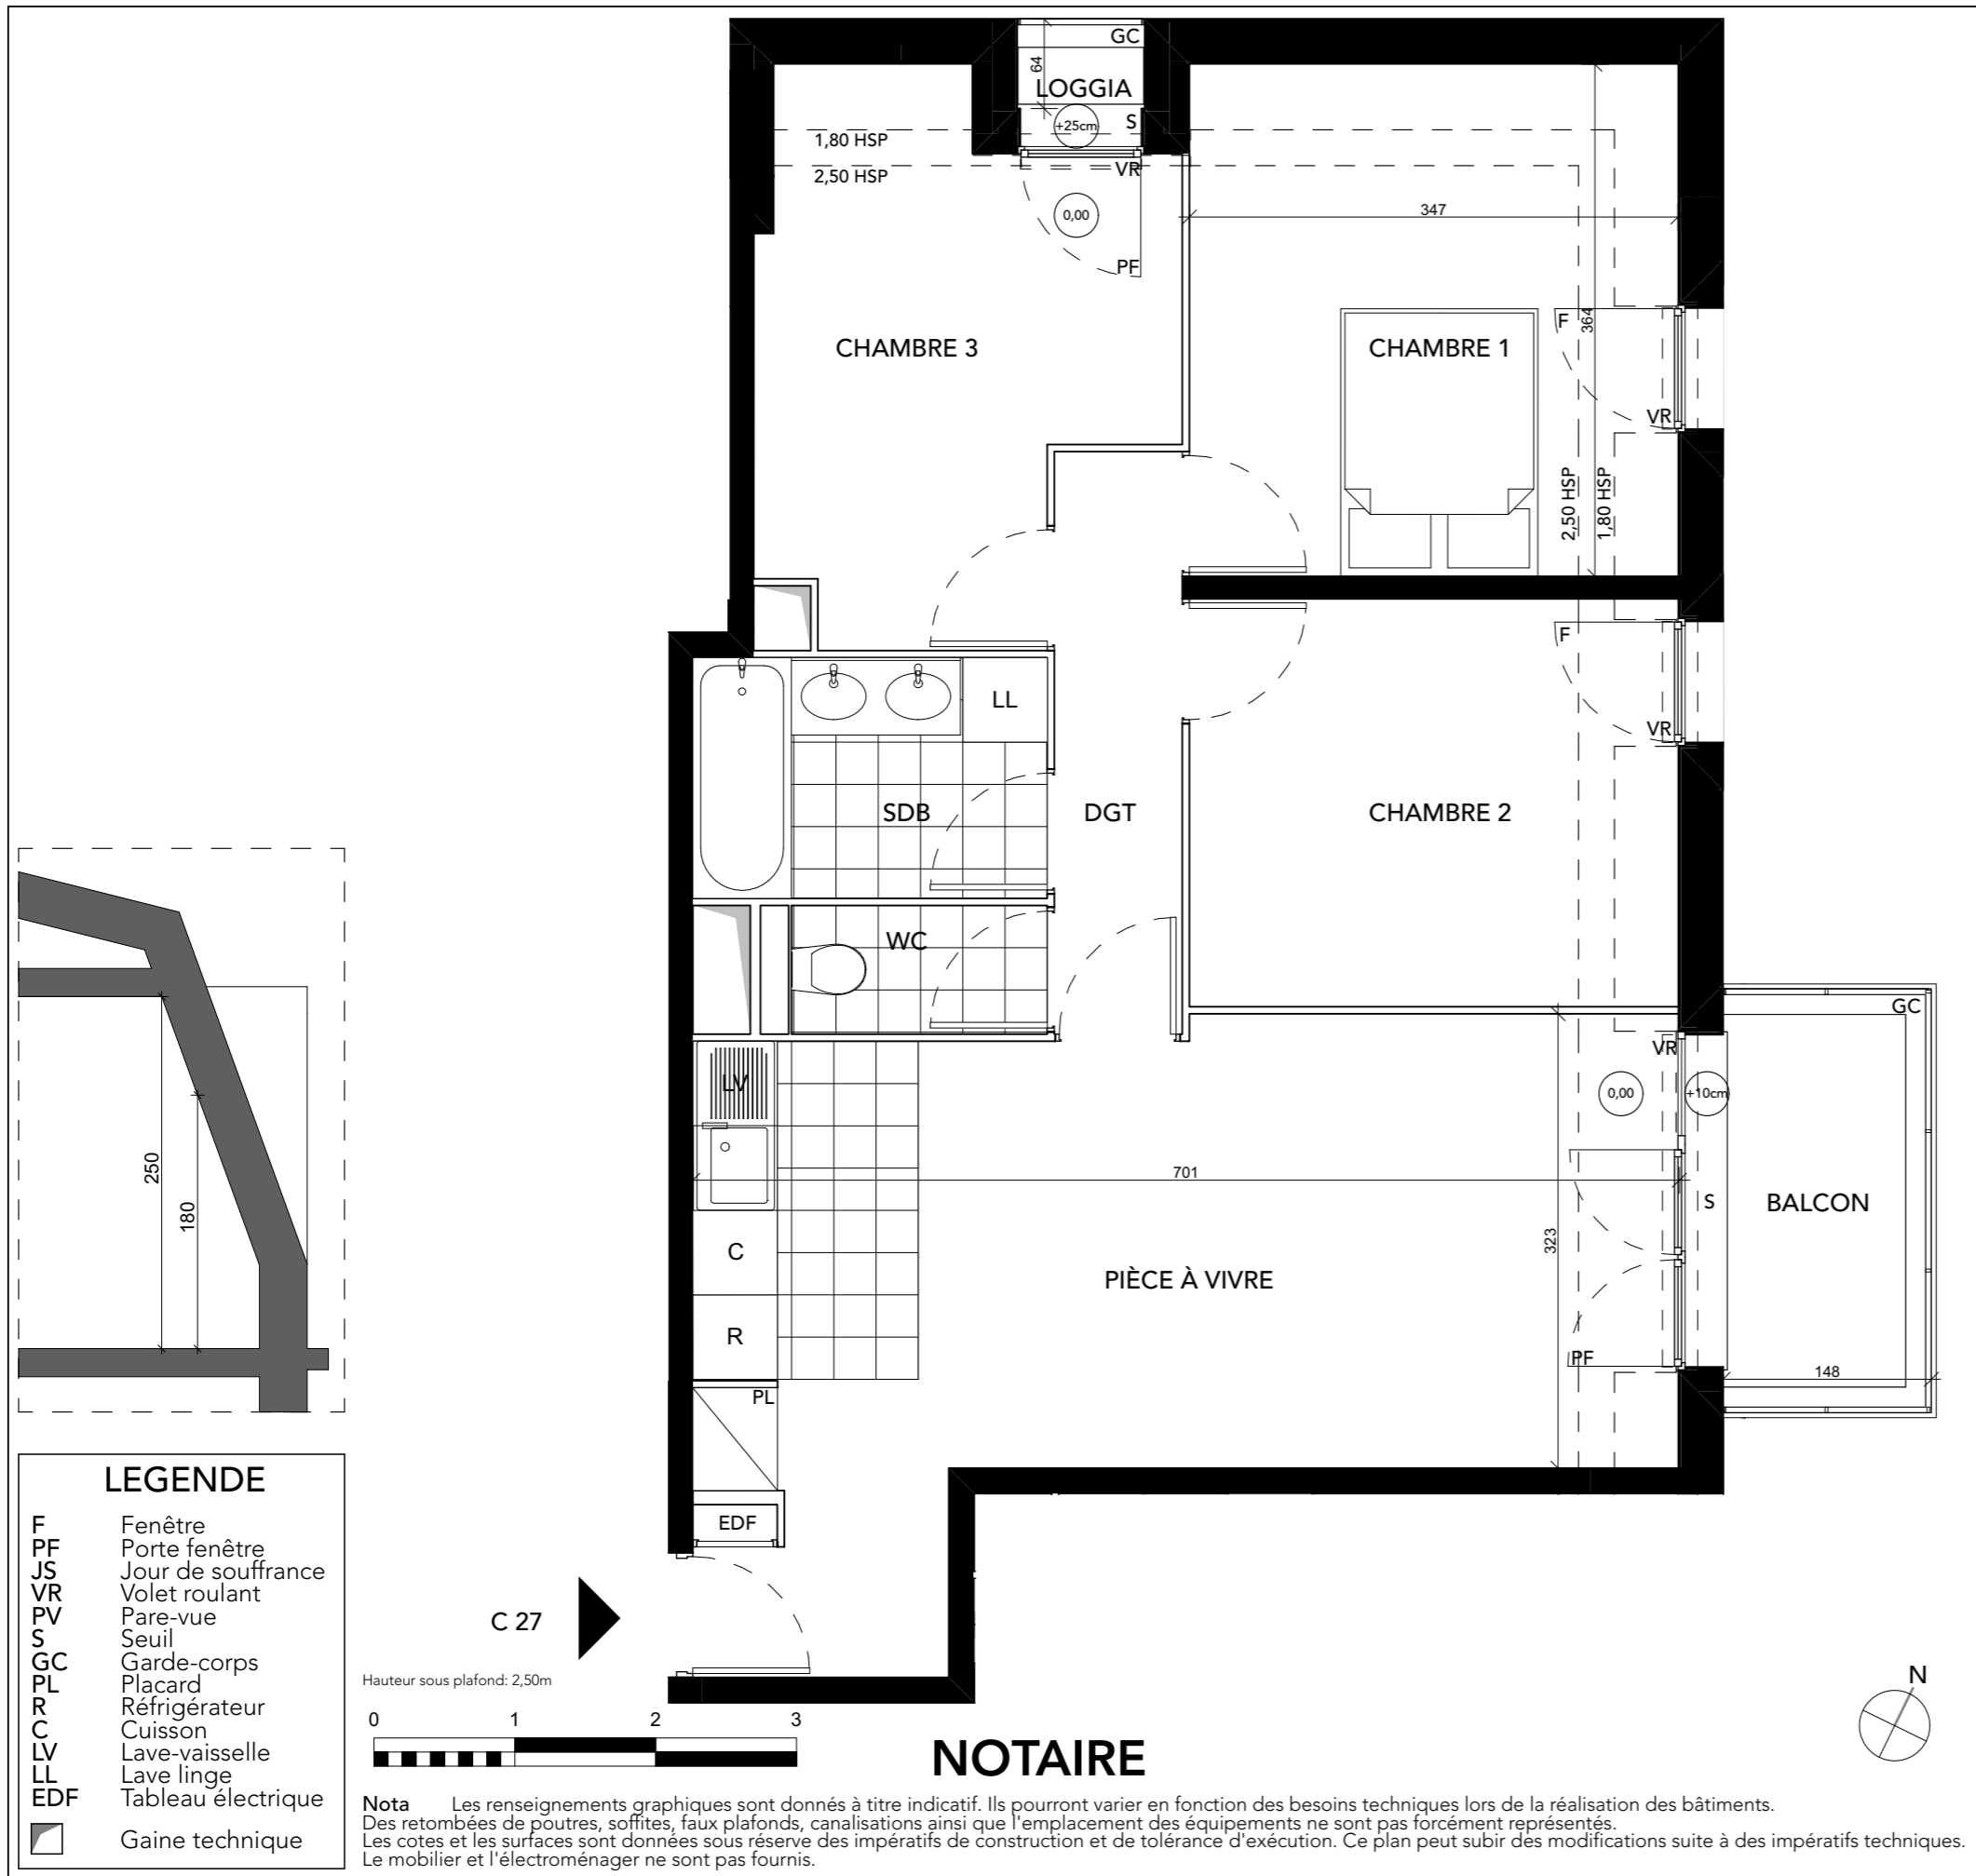 GC
64
LOGGIA
+25cm
S
1,80 HSP
2,50 HSP
VR
0,00
347
PF
CHAMBRE 3
CHAMBRE 1
F
364
VR
2,50 HSP
1,80 HSP
F
LL
VR
SDB
DGT
CHAMBRE 2
WC
GC
VR
LV
0,00
+10cm
250
180
701
S
BALCON
C
323
PIÈCE À VIVRE
R
PF
148
PL
EDF
C 27
LEGENDE
F Fenêtre
PF Porte fenêtre
JS Jour de souffrance
VR Volet roulant
PV Pare-vue
S Seuil
GC Garde-corps
PL Placard
R Réfrigérateur
C Cuisson
LV Lave-vaisselle
LL Lave linge
EDF Tableau électrique
Gaine technique
Hauteur sous plafond: 2,50m
0 1 2 3
N
NOTAIRE
Nota Les renseignements graphiques sont donnés à titre indicatif. Ils pourront varier en fonction des besoins techniques lors de la réalisation des bâtiments.
Des retombées de poutres, soffites, faux plafonds, canalisations ainsi que l'emplacement des équipements ne sont pas forcément représentés.
Les cotes et les surfaces sont données sous réserve des impératifs de construction et de tolérance d'exécution. Ce plan peut subir des modifications suite à des impératifs techniques.
Le mobilier et l'électroménager ne sont pas fournis.